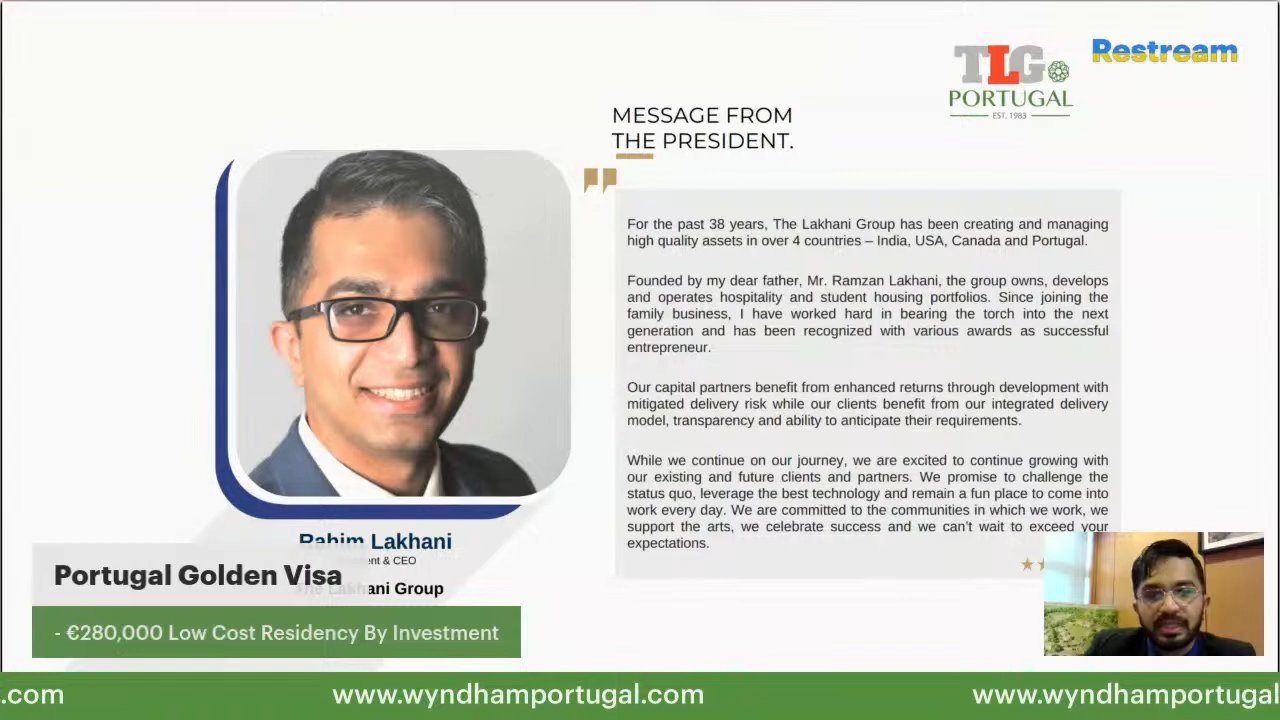 Restream
TLG
PORTUGAL
EST. 1983
MESSAGE FROM
THE PRESIDENT.
For the past 38 years, The Lakhani Group has been creating and managing
high quality assets in over 4 countries – India, USA, Canada and Portugal.
Founded by my dear father, Mr. Ramzan Lakhani, the group owns, develops
and operates hospitality and student housing portfolios. Since joining the
family business, I have worked hard in bearing the torch into the next
generation and has been recognized with various awards as successful
entrepreneur.
Our capital partners benefit from enhanced returns through development with
mitigated delivery risk while our clients benefit from our integrated delivery
model, transparency and ability to anticipate their requirements.
While we continue on our journey, we are excited to continue growing with
our existing and future clients and partners. We promise to challenge the
status quo, leverage the best technology and remain a fun place to come into
work every day. We are committed to the communities in which we work, we
support the arts, we celebrate success and we can't wait to exceed your
expectations.
Rahim Lakhani
& CEO
The Lakhani Group
Portugal Golden Visa
- €280,000 Low Cost Residency By Investment
.com www.wyndhamportugal.com www.wyndhamportugal